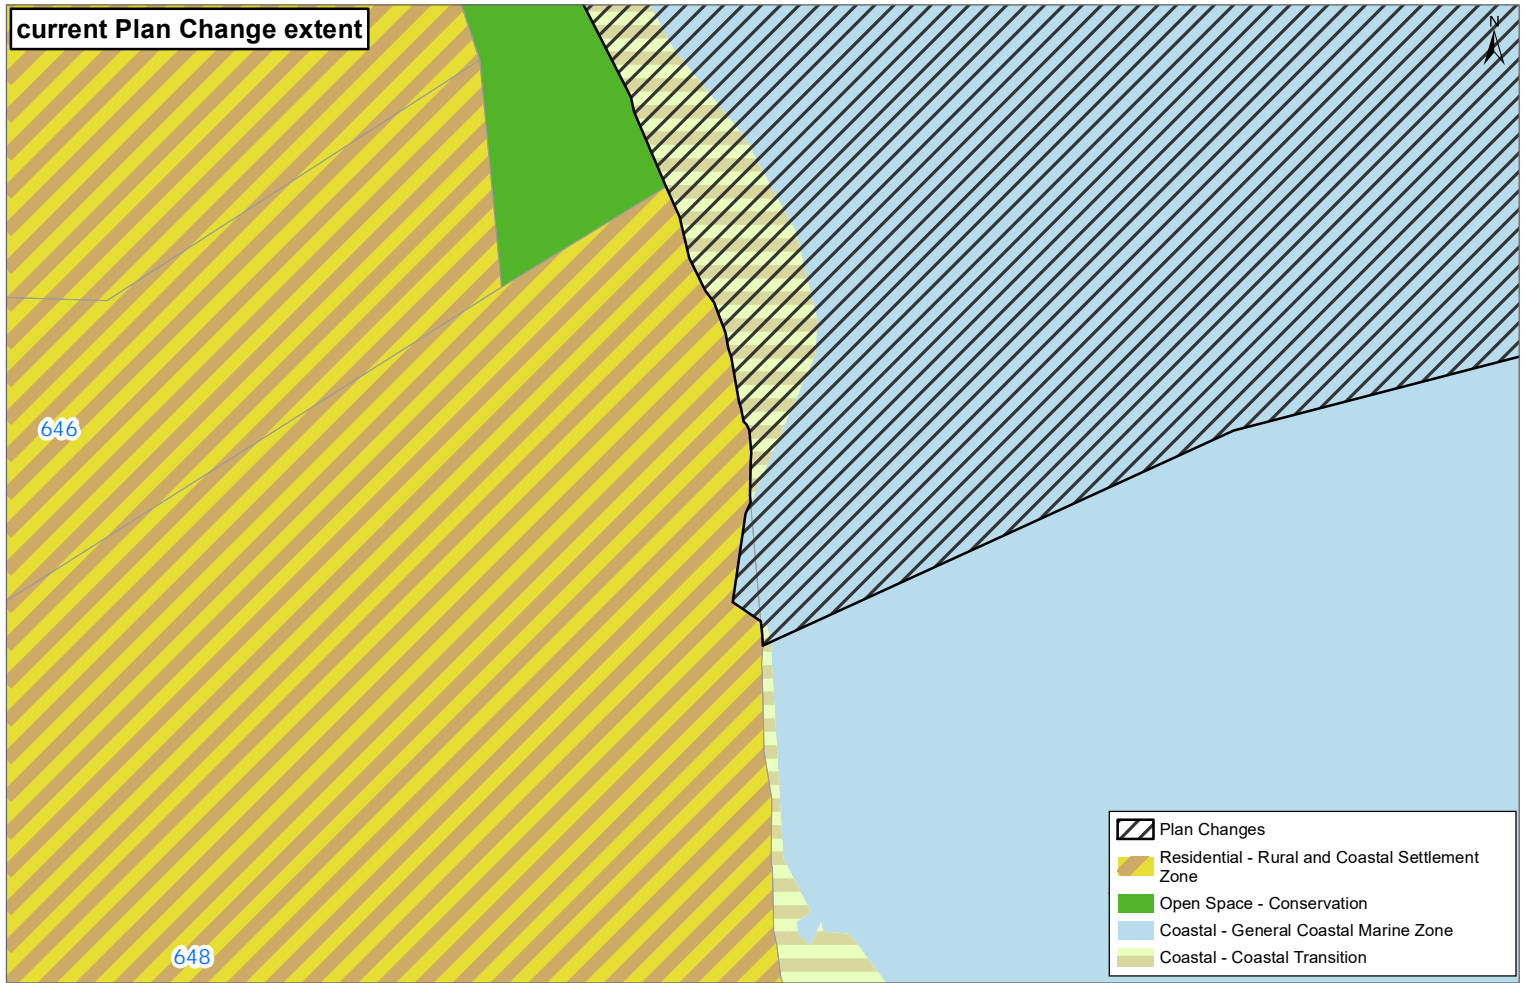 current Plan Change extent
N
646
648
Plan Changes
Residential - Rural and Coastal Settlement
Zone
Open Space - Conservation
Coastal - General Coastal Marine Zone
Coastal - Coastal Transition